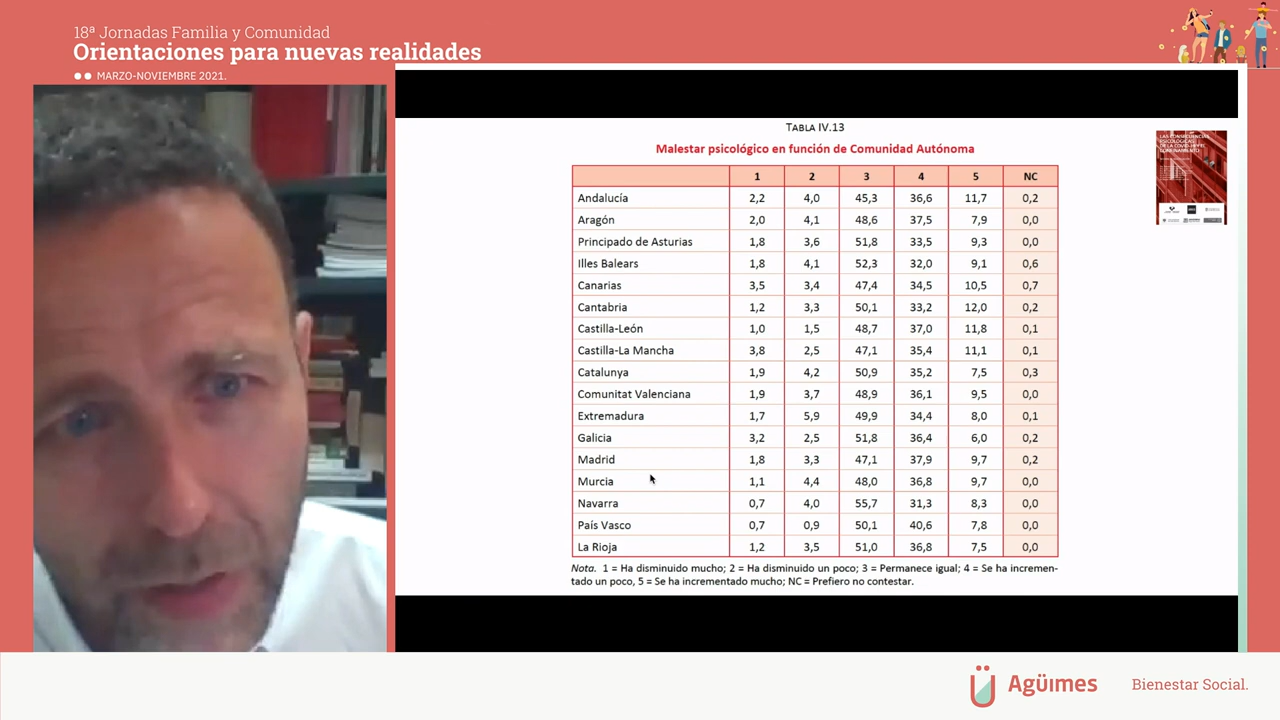 18ª Jornadas Familia y Comunidad
Orientaciones para nuevas realidades
MARZO-NOVIEMBRE 2021.
TABLA IV.13
Malestar psicológico en función de Comunidad Autónoma
1 2 3 4 5 NC
Andalucía 2,2 4,0 45,3 36,6 11,7 0,2
Aragón 2,0 4,1 48,6 37,5 7,9 0,0
Principado de Asturias 1,8 3,6 51,8 33,5 9,3 0,0
Illes Balears 1,8 4,1 52,3 32,0 9,1 0,6
Canarias 3,5 3,4 47,4 34,5 10,5 0,7
Cantabria 1,2 3,3 50,1 33,2 12,0 0,2
Castilla-León 1,0 1,5 48,7 37,0 11,8 0,1
Castilla-La Mancha 3,8 2,5 47,1 35,4 11,1 0,1
Catalunya 1,9 4,2 50,9 35,2 7,5 0,3
Comunitat Valenciana 1,9 3,7 48,9 36,1 9,5 0,0
Extremadura 1,7 5,9 49,9 34,4 8,0 0,1
Galicia 3,2 2,5 51,8 36,4 6,0 0,2
Madrid 1,8 3,3 47,1 37,9 9,7 0,2
Murcia 1,1 4,4 48,0 36,8 9,7 0,0
Navarra 0,7 4,0 55,7 31,3 8,3 0,0
País Vasco 0,7 0,9 50,1 40,6 7,8 0,0
La Rioja 1,2 3,5 51,0 36,8 7,5 0,0
Nota. 1 = Ha disminuido mucho; 2 = Ha disminuido un poco; 3 = Permanece igual; 4 = Se ha incremen-
tado un poco, 5 = Se ha incrementado mucho; NC = Prefiero no contestar.
LAS CONSECUENCIAS
PSICOLÓGICAS
DE LA COVID-19 Y EL
CONFINAMIENTO
Agüimes
Bienestar Social.